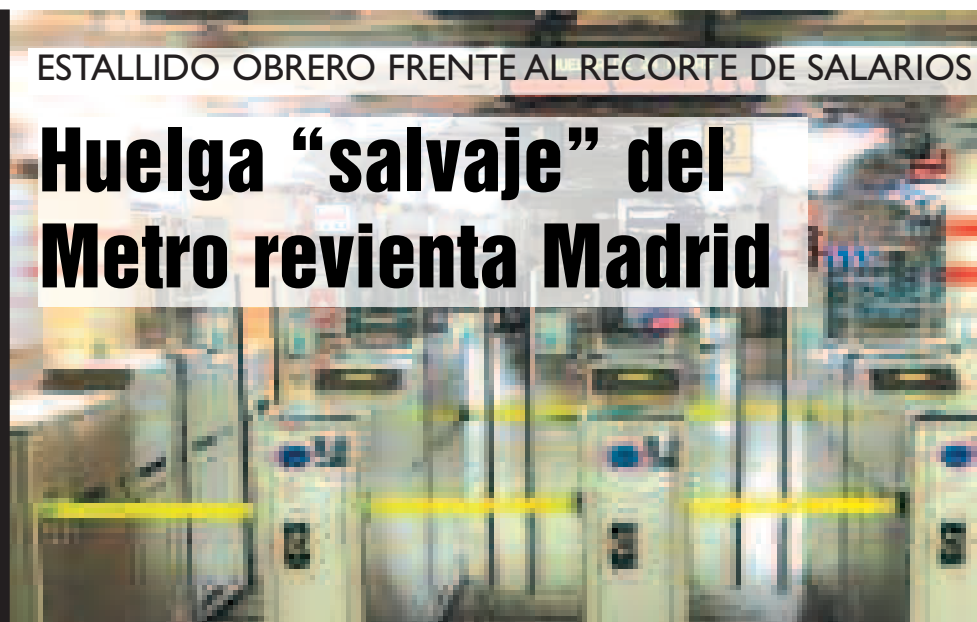 ESTALLIDO OBRERO FRENTE AL RECORTE DE SALARIOS
Huelga “salvaje” del
Metro revienta Madrid